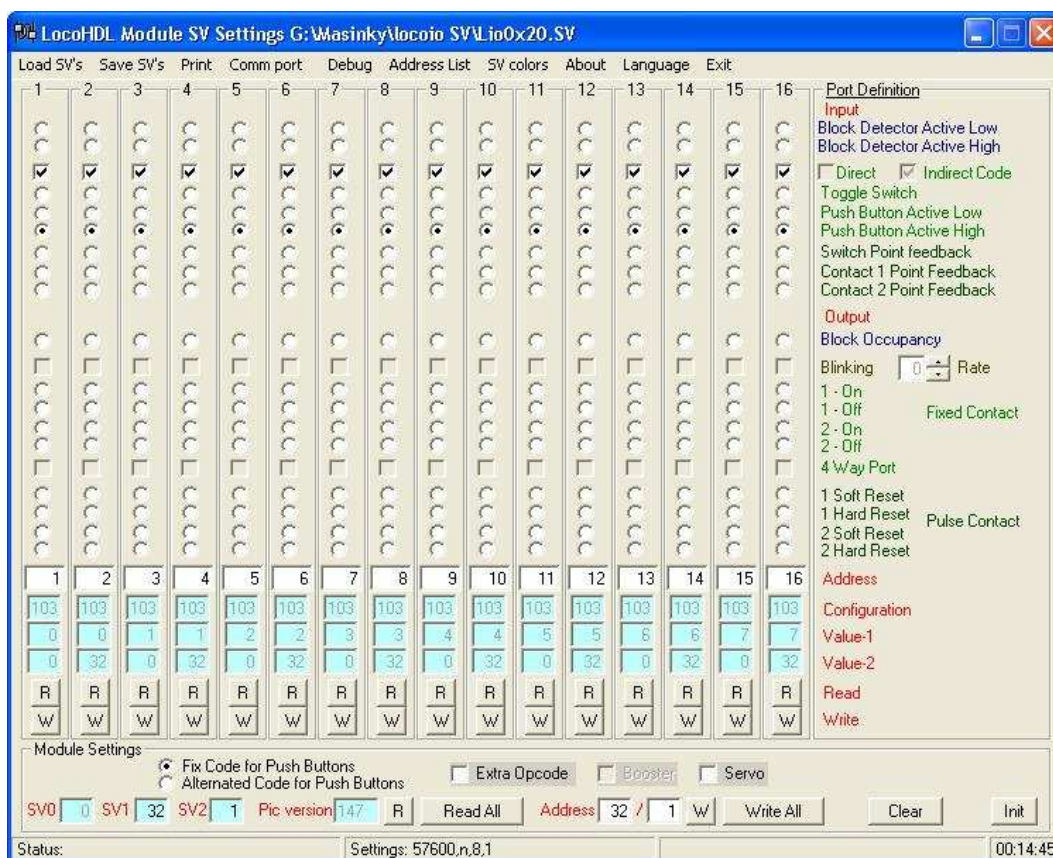 LocoHDL Module SV Settings G:\Masinky\locoio SV\Lio0x20.SV
Load SV's Save SV's Print Comm port Debug Address List SV colors About Language Exit
1 2 3 4 5 6 7 8 9 10 11 12 13 14 15 16 Port Definition
Input
Block Detector Active Low
Block Detector Active High
Direct Indirect Code
Toggle Switch
Push Button Active Low
Push Button Active High
Switch Point feedback
Contact 1 Point Feedback
Contact 2 Point Feedback
Output
Block Occupancy
Blinking 0 Rate
1 - On
1 - Off Fixed Contact
2 - On
2 - Off
4 Way Port
1 Soft Reset
1 Hard Reset Pulse Contact
2 Soft Reset
2 Hard Reset
1 2 3 4 5 6 7 8 9 10 11 12 13 14 15 16 Address
103 103 103 103 103 103 103 103 103 103 103 103 103 103 103 103 Configuration
0 0 1 1 2 2 3 3 4 4 5 5 6 6 7 7 Value-1
0 32 0 32 0 32 0 32 0 32 0 32 0 32 0 32 Value-2
R R R R R R R R R R R R R R R R Read
W W W W W W W W W W W W W W W W Write
Module Settings
Fix Code for Push Buttons Extra Opcode Booster Servo
Alternated Code for Push Buttons
SV0 0 SV1 32 SV2 1 Pic version 147 R Read All Address 32 / 1 W Write All Clear Init
Status: Settings: 57600,n,8,1 00:14:45